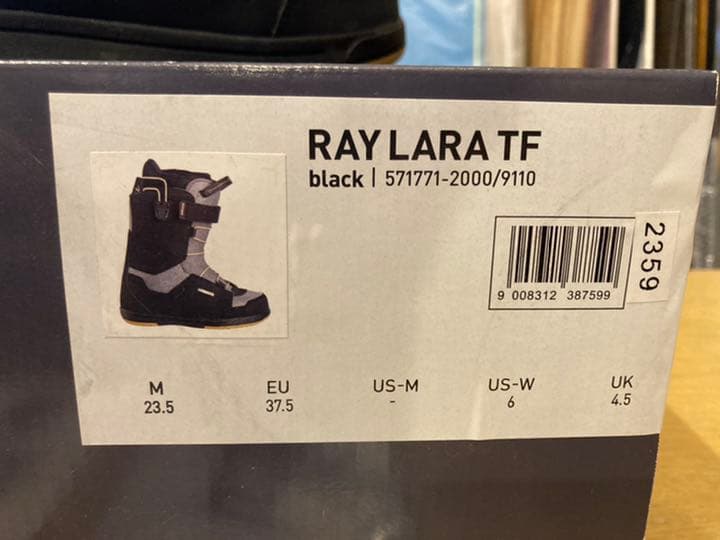 RAY LARA TF
black | 571771-2000/9110
9 008312 387599
2359
M EU US-M US-W UK
23.5 37.5 - 6 4.5